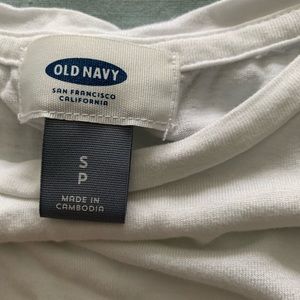 OLD NAVY
SAN FRANCISCO
CALIFORNIA
S
P
MADE IN
CAMBODIA